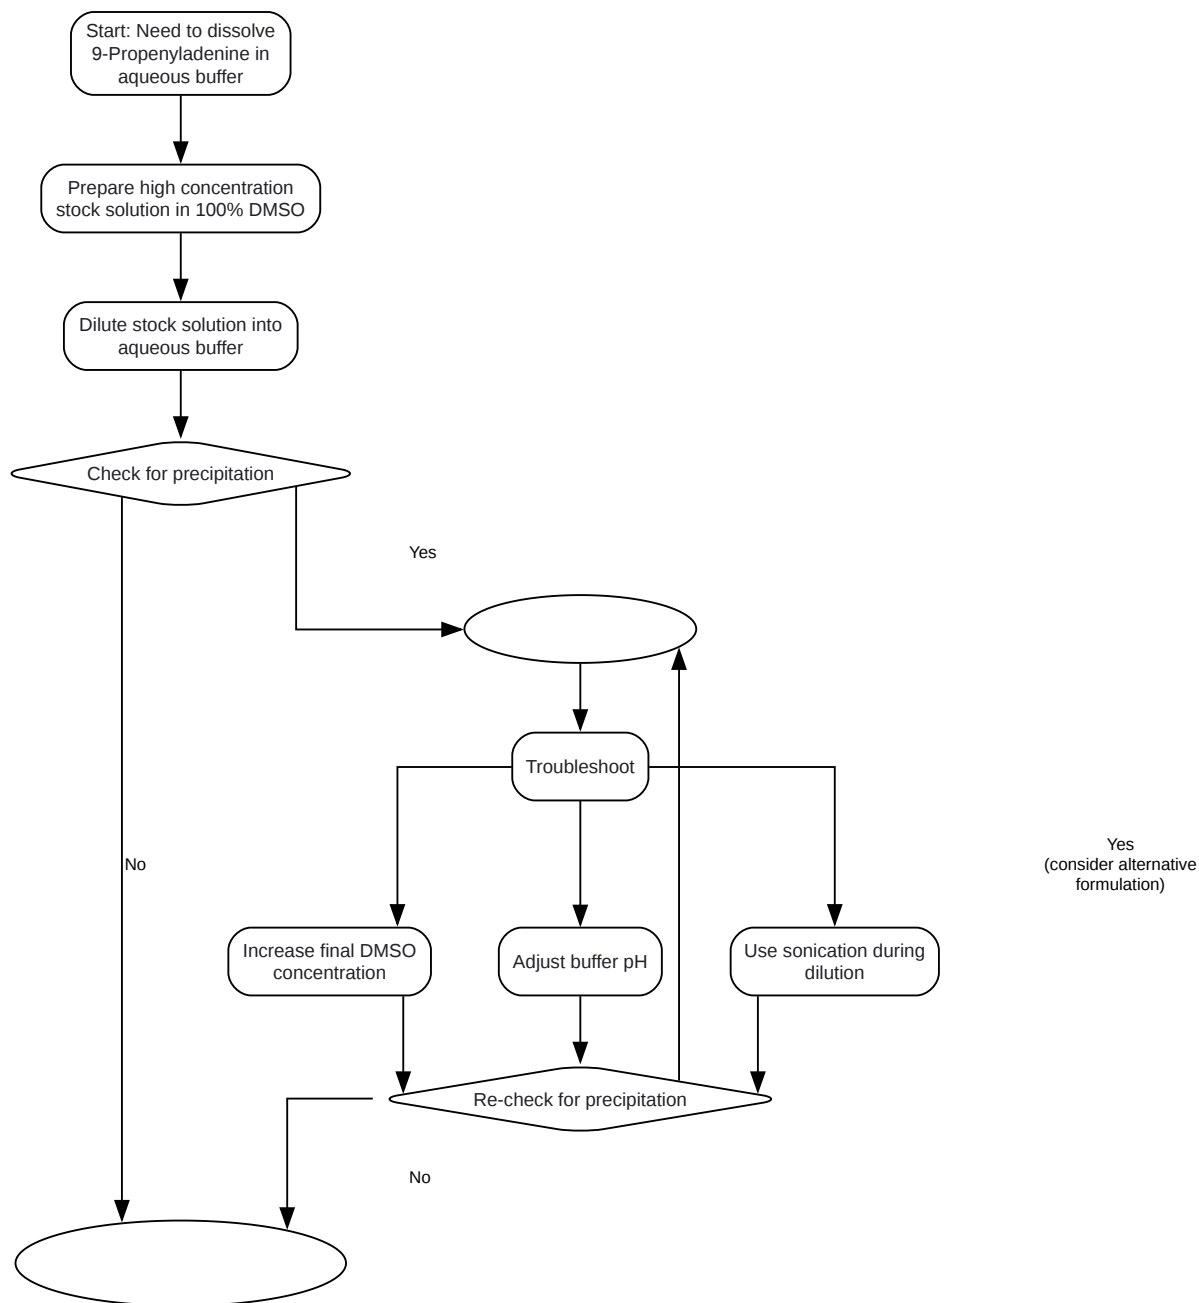 Start: Need to dissolve
9-Propenyladenine in
aqueous buffer
Prepare high concentration
stock solution in 100% DMSO
Dilute stock solution into
aqueous buffer
Check for precipitation
Yes
Troubleshoot
No
Yes
(consider alternative
formulation)
Increase final DMSO
concentration
Adjust buffer pH
Use sonication during
dilution
Re-check for precipitation
No